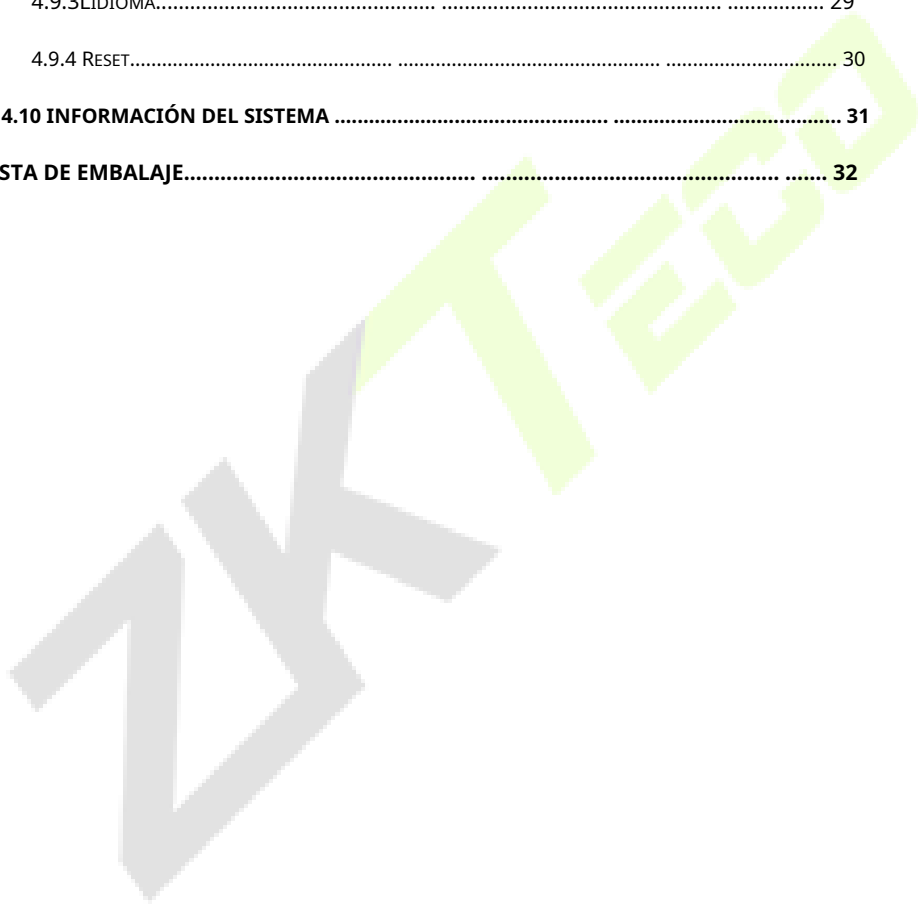 4.9.3LIDIOMA.................................................. .................................................. ................. 29
4.9.4 RESET.............................................. .............................................. .............................. 30
4.10 INFORMACIÓN DEL SISTEMA ................................................ ........................................ 31
STA DE EMBALAJE................................................ ................................................. ....... 32
ZKTECO